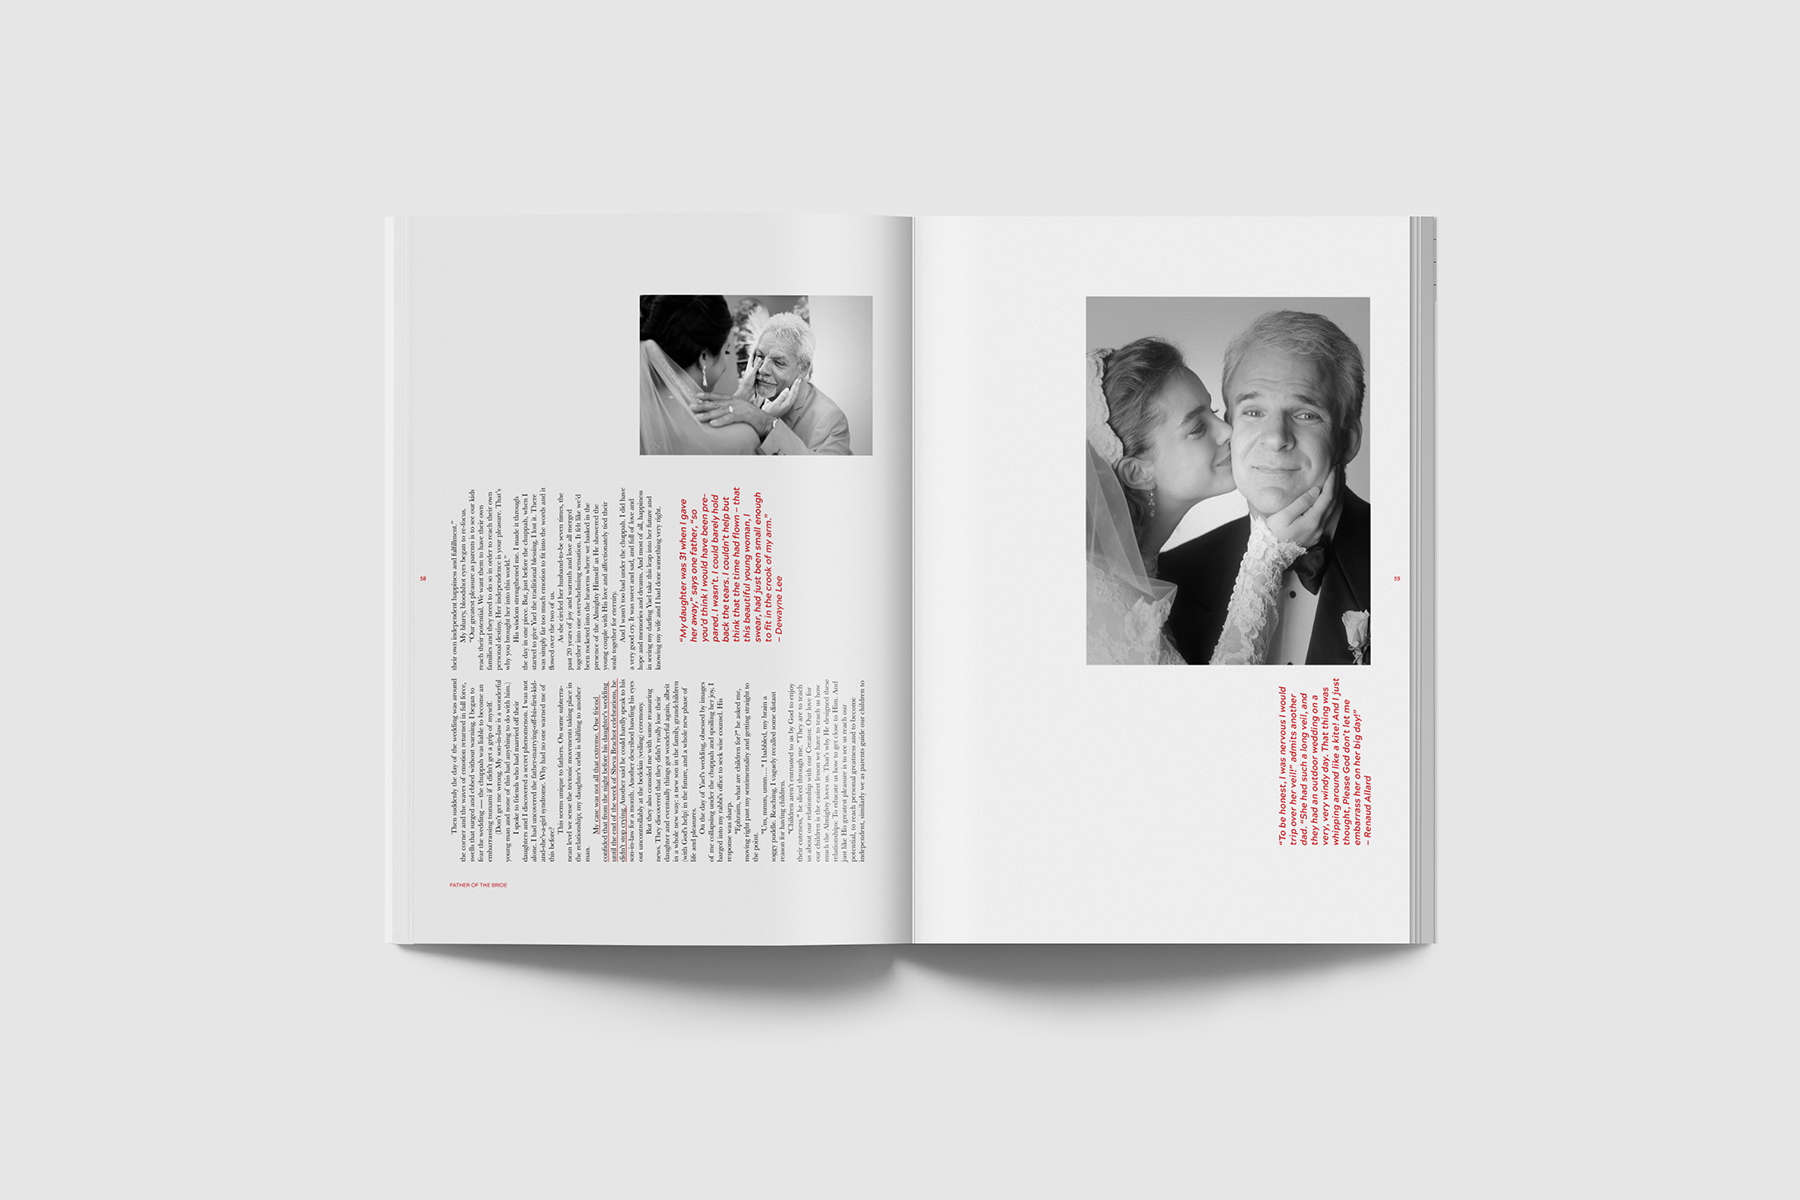 58
FATHER OF THE BRIDE
Then suddenly the day of the wedding was around
the corner and the waves of emotion returned in full force,
swells that surged and ebbed without warning. I began to
fear the wedding — the chuppah was liable to become an
embarrassing tsunami if I didn't get a grip of myself.
(Don't get me wrong. My son-in-law is a wonderful
young man and none of this had anything to do with him.)
I spoke to friends who had married off their
daughters and I discovered a secret phenomenon. I was not
alone. I had uncovered the father-marrying-off-his-first-kid-
and-she's-a-girl syndrome. Why had no one warned me of
this before?
This seems unique to fathers. On some subterra-
nean level we sense the tectonic movements taking place in
the relationship; my daughter's orbit is shifting to another
man.
My case was not all that extreme. One friend
confided that from the night before his daughter's wedding
until the end of the week of Sheva Brachot celebrations, he
didn't stop crying. Another said he could hardly speak to his
son-in-law for a month. Another described bawling his eyes
out uncontrollably at the bedekin (veiling) ceremony.
But they also consoled me with some reassuring
news. They discovered that they didn't really lose their
daughter and eventually things got wonderful again, albeit
in a whole new way: a new son in the family, grandchildren
(with God's help) in the future, and a whole new phase of
life and pleasures.
On the day of Yael's wedding, obsessed by images
of me collapsing under the chuppah and spoiling her joy, I
barged into my rabbi's office to seek wise counsel. His
response was sharp.
"Ephraim, what are children for?" he asked me,
moving right past my sentimentality and getting straight to
the point.
"Um, mmm, umm…" I babbled, my brain a
soggy puddle. Reaching, I vaguely recalled some distant
reason for having children.
"Children aren't entrusted to us by God to enjoy
their cuteness," he sliced through me. "They are to teach
us about our relationship with our Creator. Our love for
our children is the easiest lesson we have to teach us how
much the Almighty loves us. That's why He designed these
relationships: To educate us how to get close to Him. And
just like His greatest pleasure is to see us reach our
potential, to reach personal greatness and to become
independent, similarly we as parents guide our children to
their own independent happiness and fulfillment."
My blurry, bloodshot eyes began to re-focus.
"Our greatest pleasure as parents is to see our kids
reach their potential. We want them to have their own
families and they need to do so in order to reach their own
personal destiny. Her independence is your pleasure. That's
why you brought her into this world."
His wisdom strengthened me. I made it through
the day in one piece. But, just before the chuppah, when I
started to give Yael the traditional blessing, I lost it. There
was simply far too much emotion to fit into the words and it
flowed over the two of us.
As she circled her husband-to-be seven times, the
past 20 years of joy and warmth and love all merged
together into one overwhelming sensation. It felt like we'd
been rocketed into the heavens where we basked in the
presence of the Almighty Himself as He showered the
young couple with His love and affectionately tied their
souls together for eternity.
And I wasn't too bad under the chuppah. I did have
a very good cry. It was sweet and sad, and full of love and
hope and memories and dreams. And most of all, happiness
in seeing my darling Yael take this leap into her future and
knowing my wife and I had done something very right.
"My daughter was 31 when I gave
her away," says one father, "so
you'd think I would have been pre-
pared. I wasn't. I could barely hold
back the tears. I couldn't help but
think that the time had flown – that
this beautiful young woman, I
swear, had just been small enough
to fit in the crook of my arm."
– Dewayne Lee
"To be honest, I was nervous I would
trip over her veil!" admits another
dad. "She had such a long veil, and
they had an outdoor wedding on a
very, very windy day. That thing was
whipping around like a kite! And I just
thought, Please God don't let me
embarrass her on her big day!"
– Renaud Allard
59